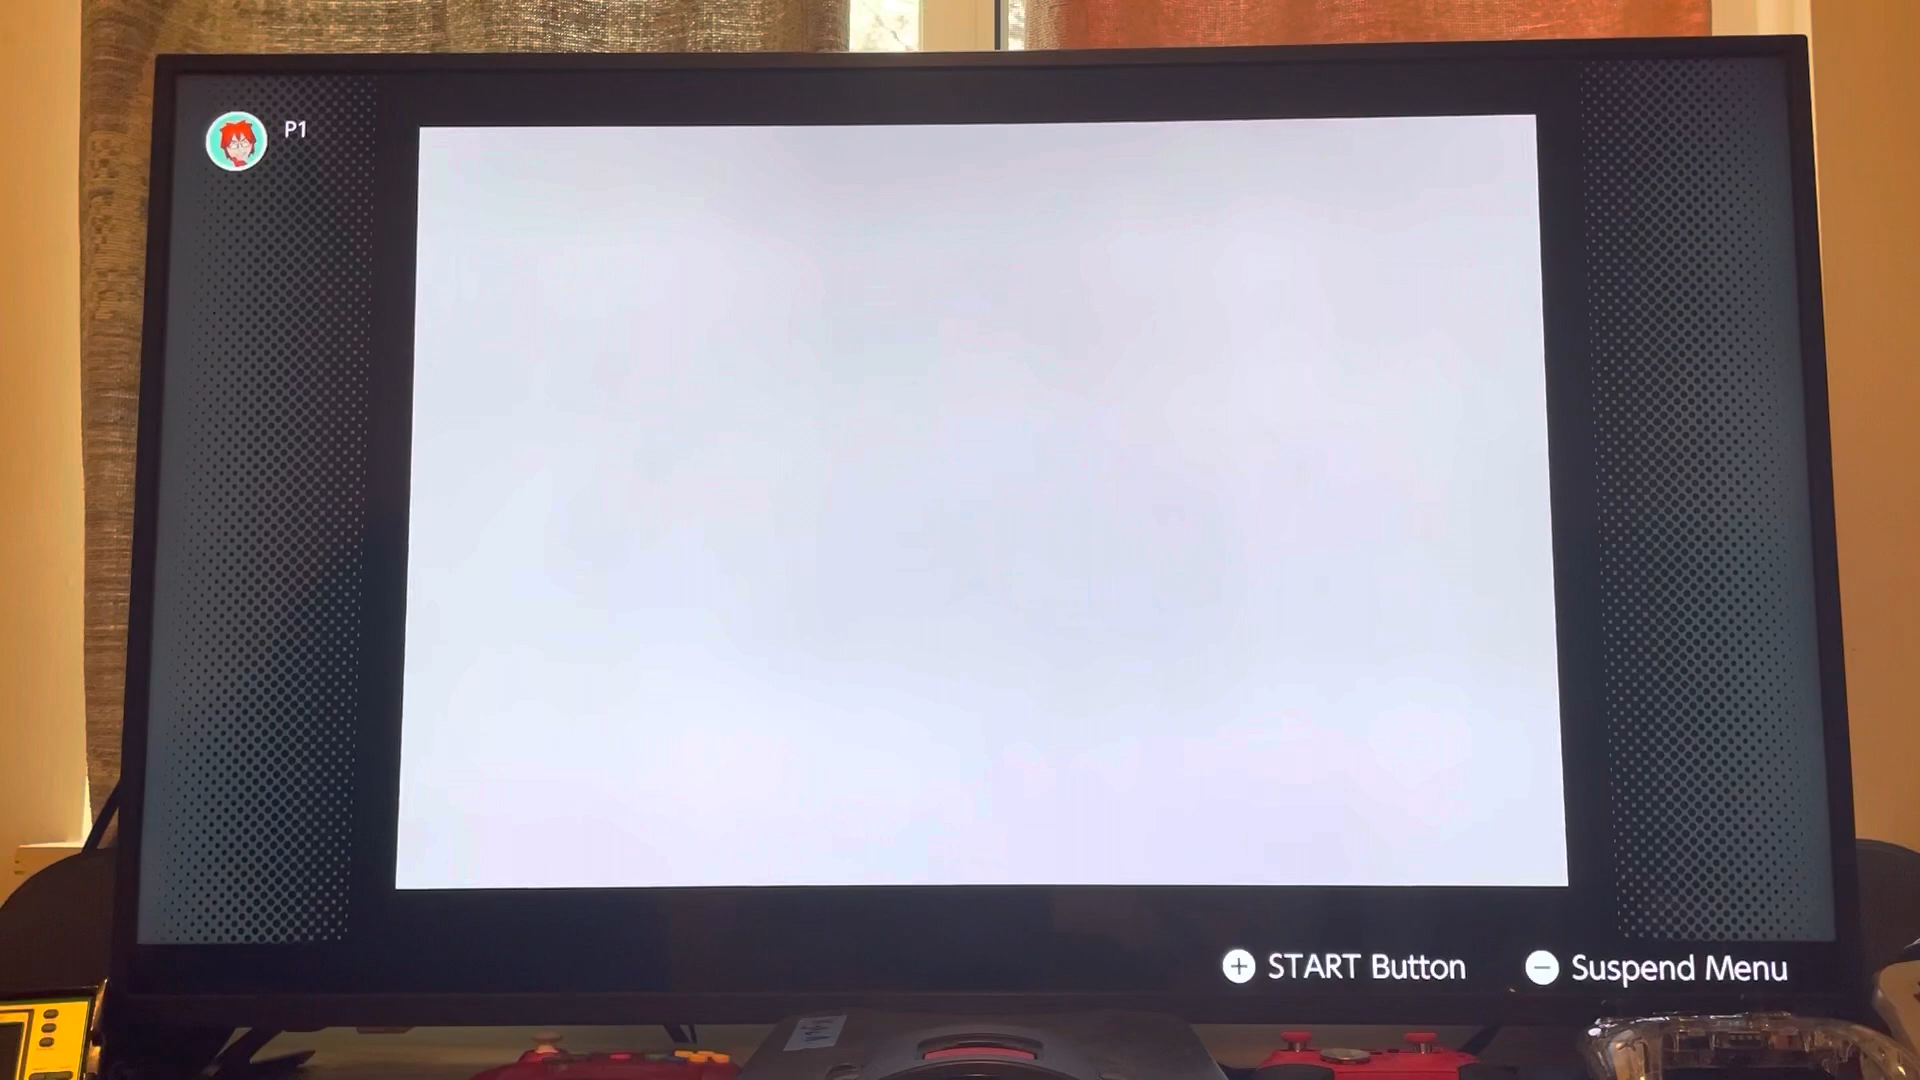 P1
+ START Button
− Suspend Menu